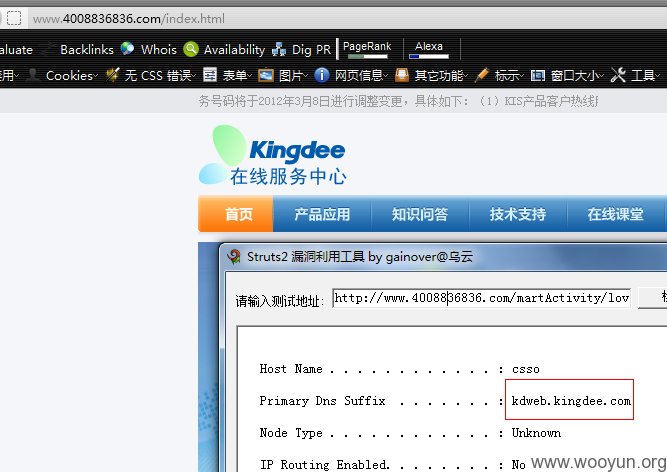 www.4008836836.com/index.html
aluate Backlinks Whois Availability Dig PR PageRank Alexa
用 Cookies 无 CSS 错误 表单 图片 网页信息 其它功能 标示 窗口大小 工具
务号码将于2012年3月8日进行调整变更，具体如下：（1）KIS产品客户热线
Kingdee
在线服务中心
首页 产品应用 知识问答 技术支持 在线课堂
Struts2 漏洞利用工具 by gainover@乌云
请输入测试地址: http://www.4008836836.com/martActivity/lov
Host Name . . . . . . . . . . . . : csso
Primary Dns Suffix . . . . . . . : kdweb.kingdee.com
Node Type . . . . . . . . . . . . : Unknown
IP Routing Enabled. . . . . . . . : No
www.wooyun.org